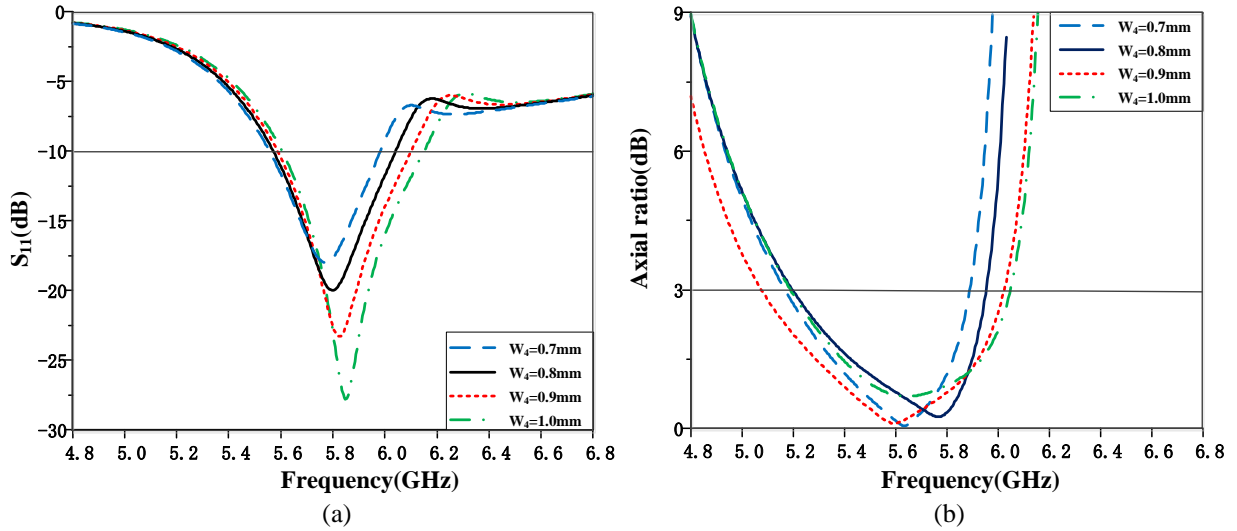 0
-5
-10
-15
-20
-25
-30
S₁₁(dB)
W₄=0.7mm
W₄=0.8mm
W₄=0.9mm
W₄=1.0mm
4.8 5.0 5.2 5.4 5.6 5.8 6.0 6.2 6.4 6.6 6.8
Frequency(GHz)
(a)
9
6
3
0
Axial ratio(dB)
W₄=0.7mm
W₄=0.8mm
W₄=0.9mm
W₄=1.0mm
4.8 5.0 5.2 5.4 5.6 5.8 6.0 6.2 6.4 6.6 6.8
Frequency(GHz)
(b)